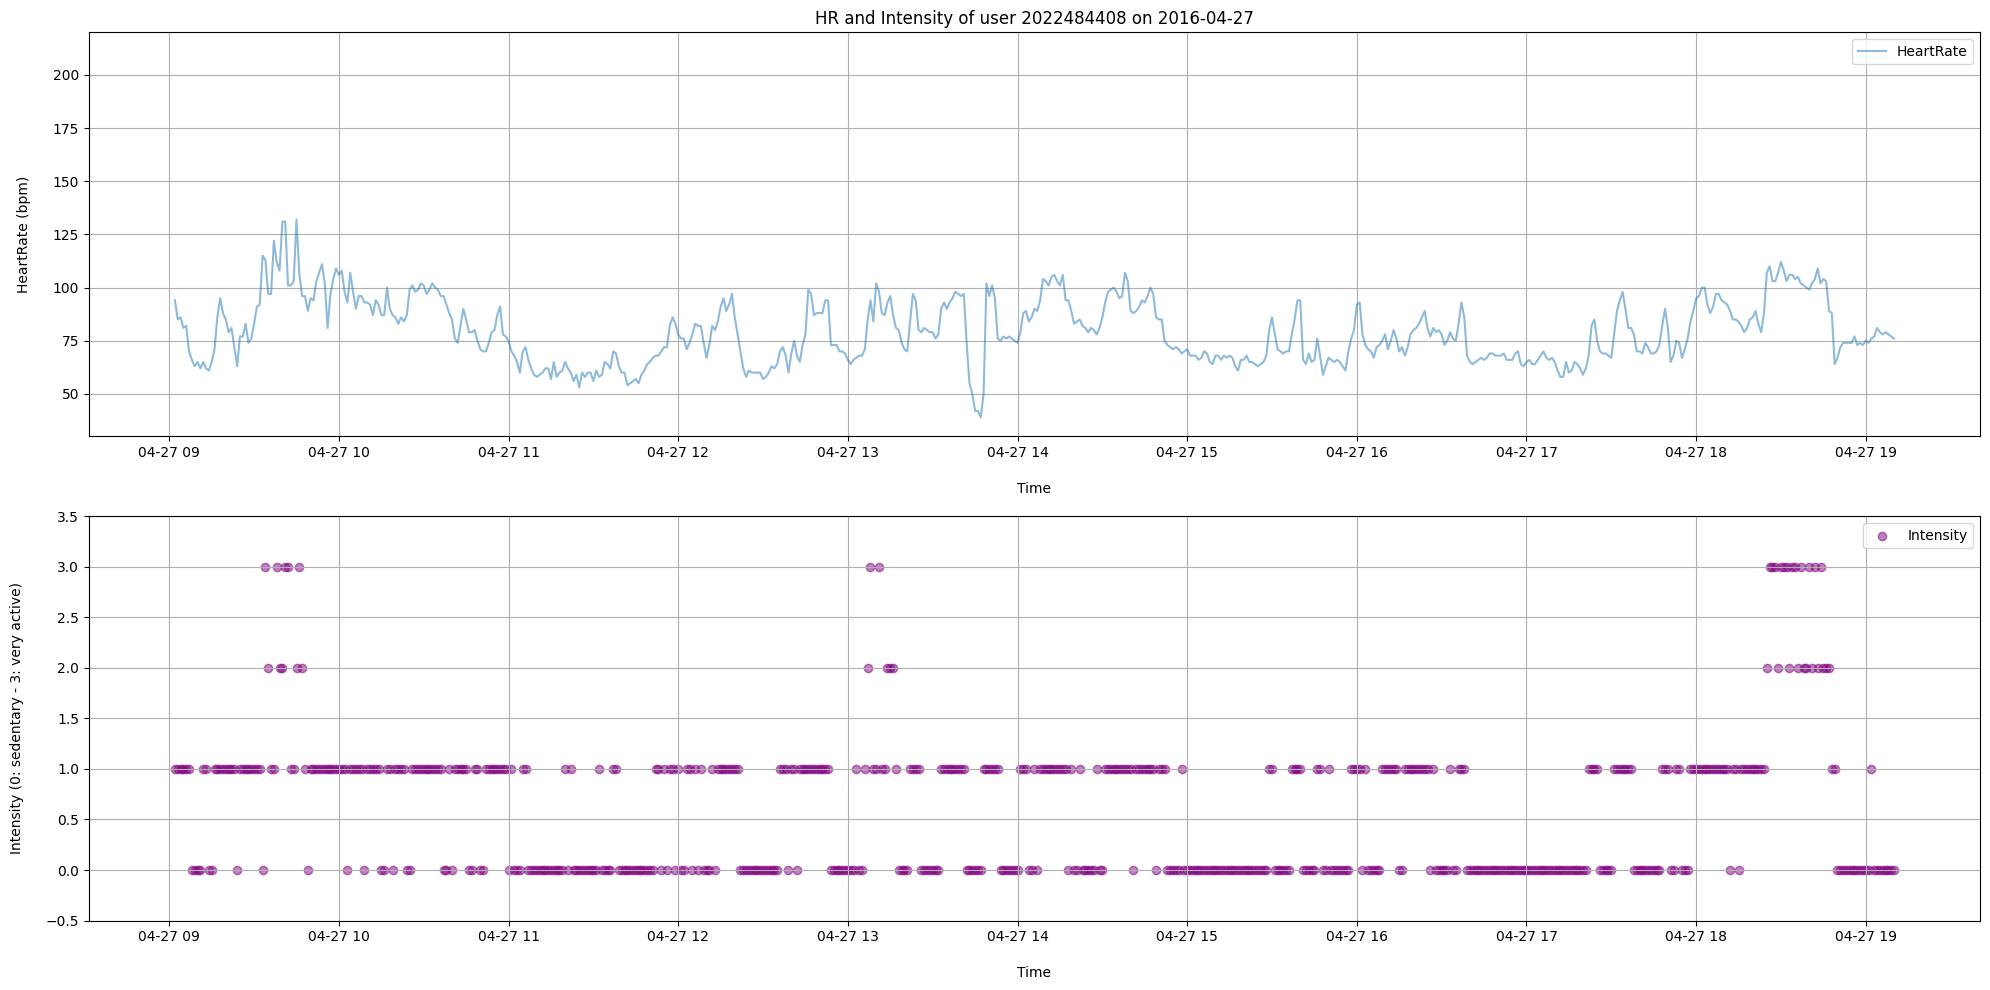 HR and Intensity of user 2022484408 on 2016-04-27
HeartRate
200
175
150
125
100
75
50
HeartRate (bpm)
04-27 09 04-27 10 04-27 11 04-27 12 04-27 13 04-27 14 04-27 15 04-27 16 04-27 17 04-27 18 04-27 19
Time
Intensity
3.5
3.0
2.5
2.0
1.5
1.0
0.5
0.0
−0.5
Intensity (0: sedentary - 3: very active)
04-27 09 04-27 10 04-27 11 04-27 12 04-27 13 04-27 14 04-27 15 04-27 16 04-27 17 04-27 18 04-27 19
Time